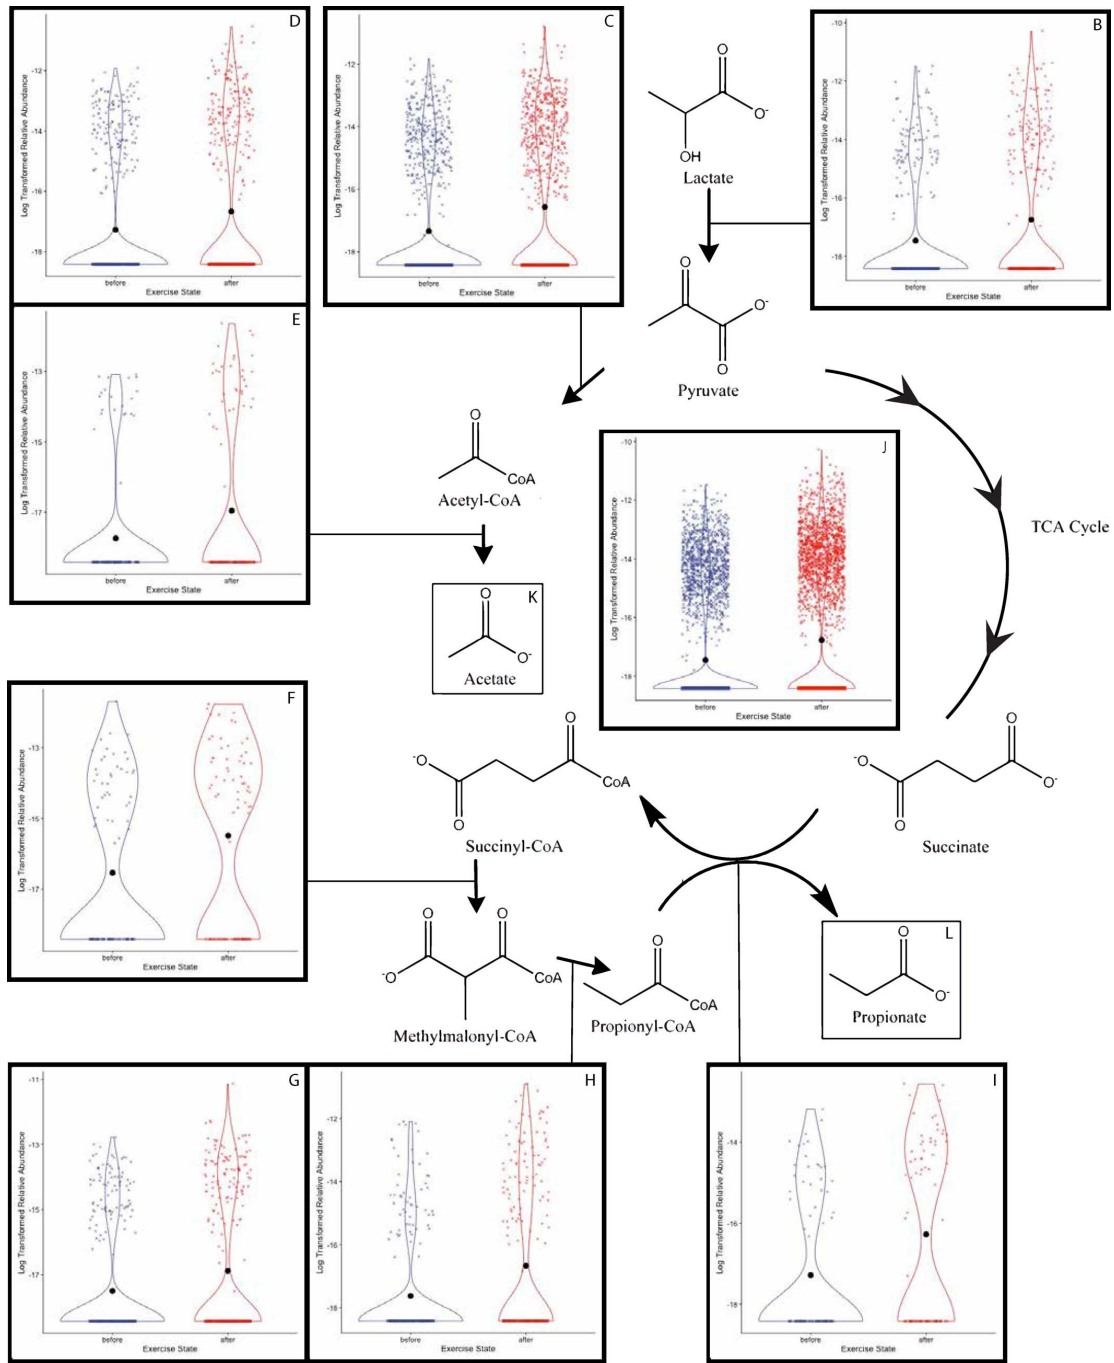 D
Log Transformed Relative Abundance
-12
-14
-16
-18
before
after
Exercise State
C
Log Transformed Relative Abundance
-12
-14
-16
-18
before
after
Exercise State
O
O-
OH
Lactate
B
Log Transformed Relative Abundance
-10
-12
-14
-16
-18
before
after
Exercise State
O
O-
O
Pyruvate
E
Log Transformed Relative Abundance
-13
-15
-17
before
after
Exercise State
O
CoA
Acetyl-CoA
J
Log Transformed Relative Abundance
-10
-12
-14
-16
-18
before
after
Exercise State
TCA Cycle
K
O
O-
Acetate
F
Log Transformed Relative Abundance
-13
-15
-17
before
after
Exercise State
-O
O
O
CoA
Succinyl-CoA
-O
O
O
O-
Succinate
O
O
-O
CoA
Methylmalonyl-CoA
O
CoA
Propionyl-CoA
L
O
O-
Propionate
G
Log Transformed Relative Abundance
-11
-13
-15
-17
before
after
Exercise State
H
Log Transformed Relative Abundance
-12
-14
-16
-18
before
after
Exercise State
I
Log Transformed Relative Abundance
-14
-16
-18
before
after
Exercise State